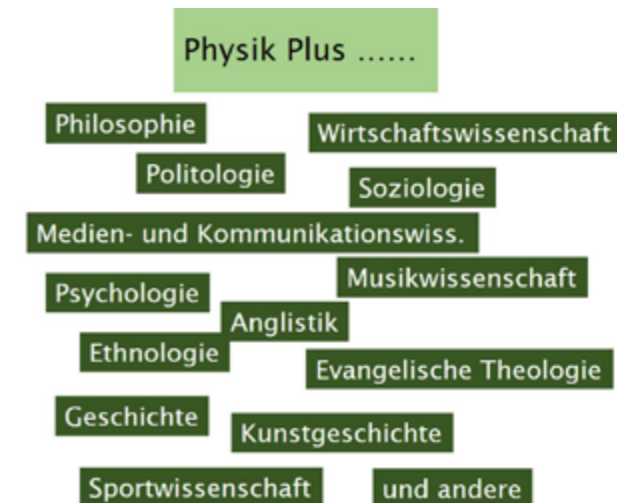 Physik Plus ......
Philosophie
Wirtschaftswissenschaft
Politologie
Soziologie
Medien- und Kommunikationswiss.
Musikwissenschaft
Psychologie
Anglistik
Ethnologie
Evangelische Theologie
Geschichte
Kunstgeschichte
Sportwissenschaft
und andere